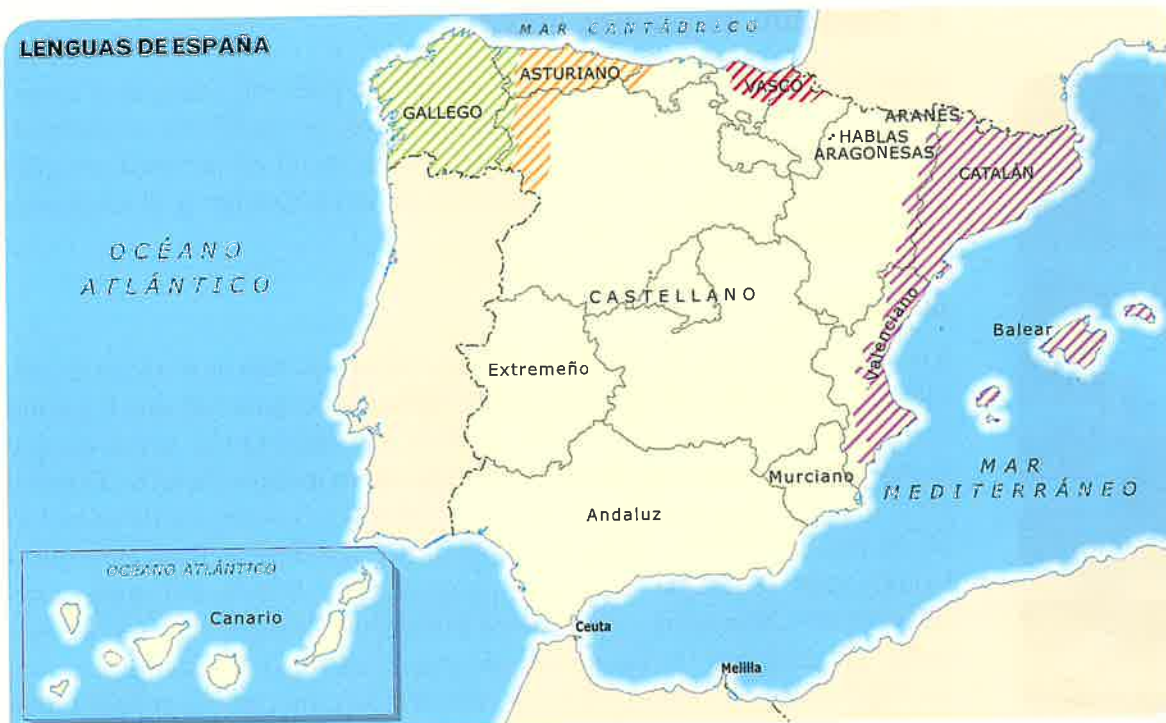 LENGUAS DE ESPAÑA
MAR CANTÁBRICO
ASTURIANO
VASCO
GALLEGO
ARANÉS
HABLAS
ARAGONESAS
CATALÁN
OCÉANO
ATLÁNTICO
CASTELLANO
Valenciano
Balear
Extremeño
MAR
MEDITERRÁNEO
Murciano
Andaluz
OCÉANO ATLÁNTICO
Canario
Ceuta
Melilla